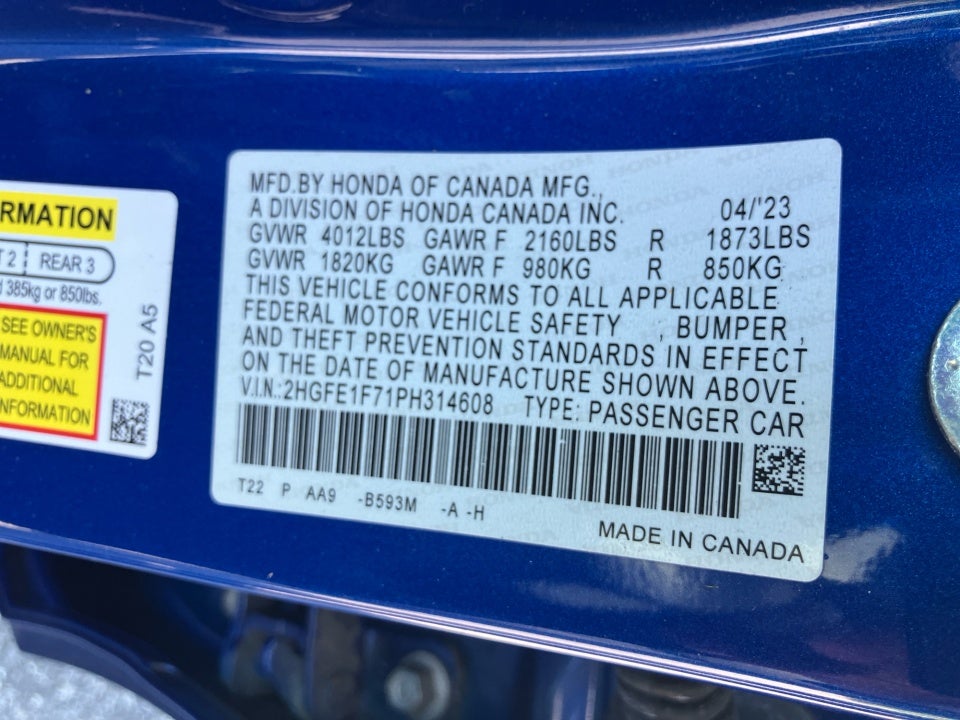 RMATION
T 2 REAR 3
385kg or 850lbs.
SEE OWNER'S
MANUAL FOR
ADDITIONAL
INFORMATION
T20 A5
MFD.BY HONDA OF CANADA MFG.,
A DIVISION OF HONDA CANADA INC. 04/'23
GVWR 4012LBS GAWR F 2160LBS R 1873LBS
GVWR 1820KG GAWR F 980KG R 850KG
THIS VEHICLE CONFORMS TO ALL APPLICABLE
FEDERAL MOTOR VEHICLE SAFETY , BUMPER ,
AND THEFT PREVENTION STANDARDS IN EFFECT
ON THE DATE OF MANUFACTURE SHOWN ABOVE.
V.I.N.:2HGFE1F71PH314608 TYPE: PASSENGER CAR
T22 P AA9 -B593M -A -H
MADE IN CANADA